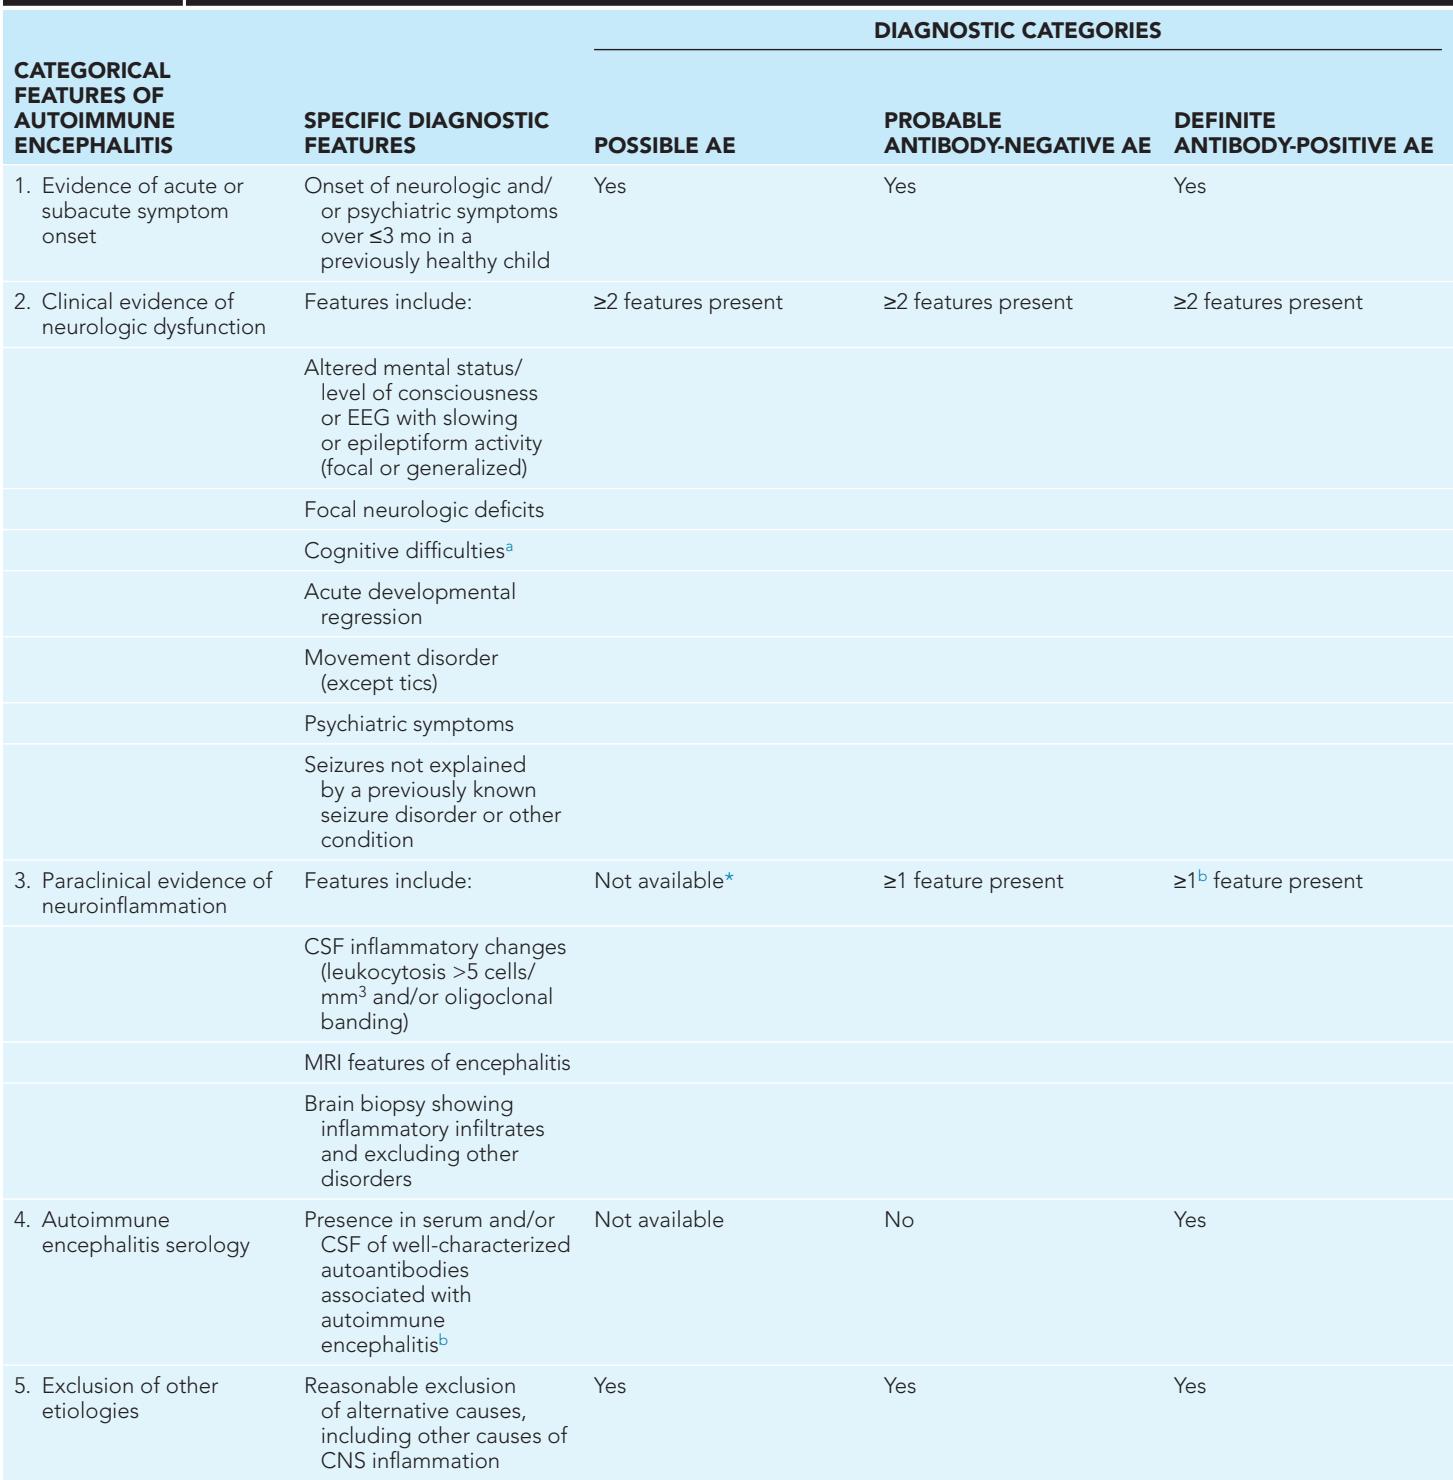 DIAGNOSTIC CATEGORIES
CATEGORICAL
FEATURES OF
AUTOIMMUNE
ENCEPHALITIS
SPECIFIC DIAGNOSTIC
FEATURES
POSSIBLE AE
PROBABLE
ANTIBODY-NEGATIVE AE
DEFINITE
ANTIBODY-POSITIVE AE
1. Evidence of acute or
subacute symptom
onset
Onset of neurologic and/
or psychiatric symptoms
over ≤3 mo in a
previously healthy child
Yes
Yes
Yes
2. Clinical evidence of
neurologic dysfunction
Features include:
≥2 features present
≥2 features present
≥2 features present
Altered mental status/
level of consciousness
or EEG with slowing
or epileptiform activity
(focal or generalized)
Focal neurologic deficits
Cognitive difficultiesᵃ
Acute developmental
regression
Movement disorder
(except tics)
Psychiatric symptoms
Seizures not explained
by a previously known
seizure disorder or other
condition
3. Paraclinical evidence of
neuroinflammation
Features include:
Not available*
≥1 feature present
≥1ᵇ feature present
CSF inflammatory changes
(leukocytosis >5 cells/
mm³ and/or oligoclonal
banding)
MRI features of encephalitis
Brain biopsy showing
inflammatory infiltrates
and excluding other
disorders
4. Autoimmune
encephalitis serology
Presence in serum and/or
CSF of well-characterized
autoantibodies
associated with
autoimmune
encephalitisᵇ
Not available
No
Yes
5. Exclusion of other
etiologies
Reasonable exclusion
of alternative causes,
including other causes of
CNS inflammation
Yes
Yes
Yes